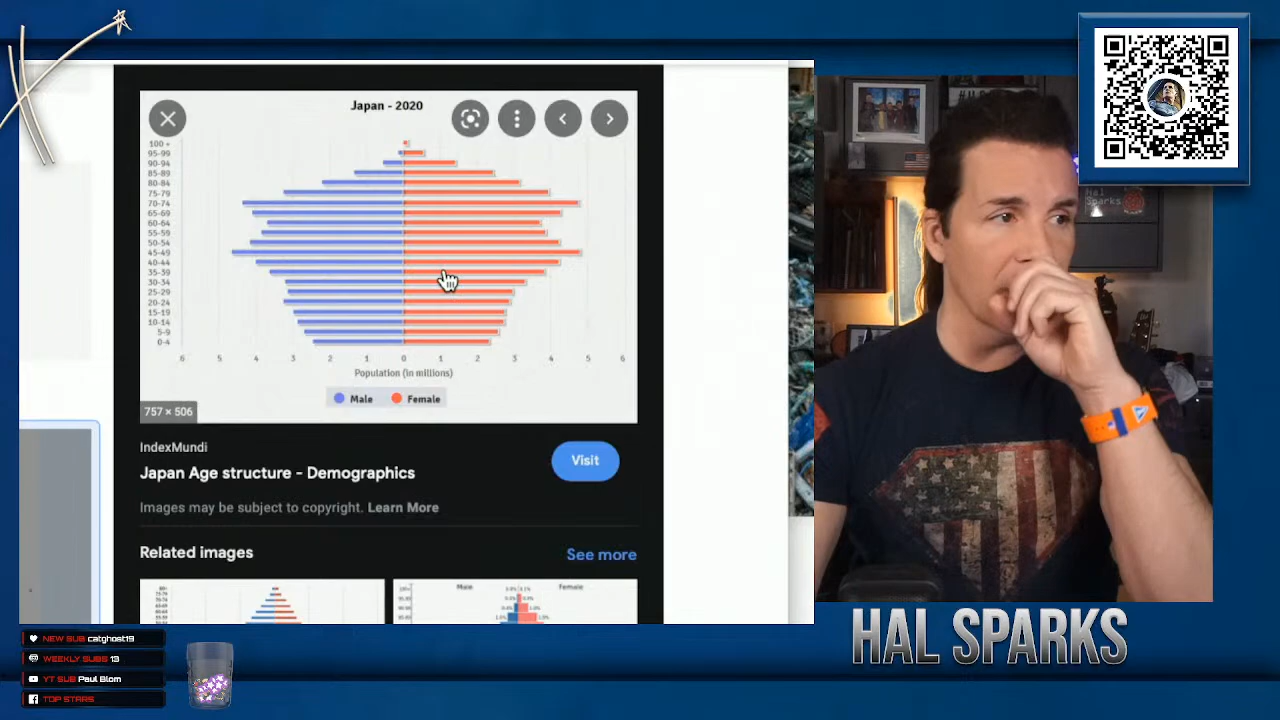 Japan - 2020
100 +
95-99
90-94
85-89
80-84
75-79
70-74
65-69
60-64
55-59
50-54
45-49
40-44
35-39
30-34
25-29
20-24
15-19
10-14
5-9
0-4
6 5 4 3 2 1 0 1 2 3 4 5 6
Population (in millions)
Male Female
757 × 506
IndexMundi
Japan Age structure - Demographics
Visit
Images may be subject to copyright. Learn More
Related images
See more
Male Female
Hal
Sparks
HAL SPARKS
NEW SUB catghost19
WEEKLY SUBS 13
YT SUB Paul Blom
TOP STARS